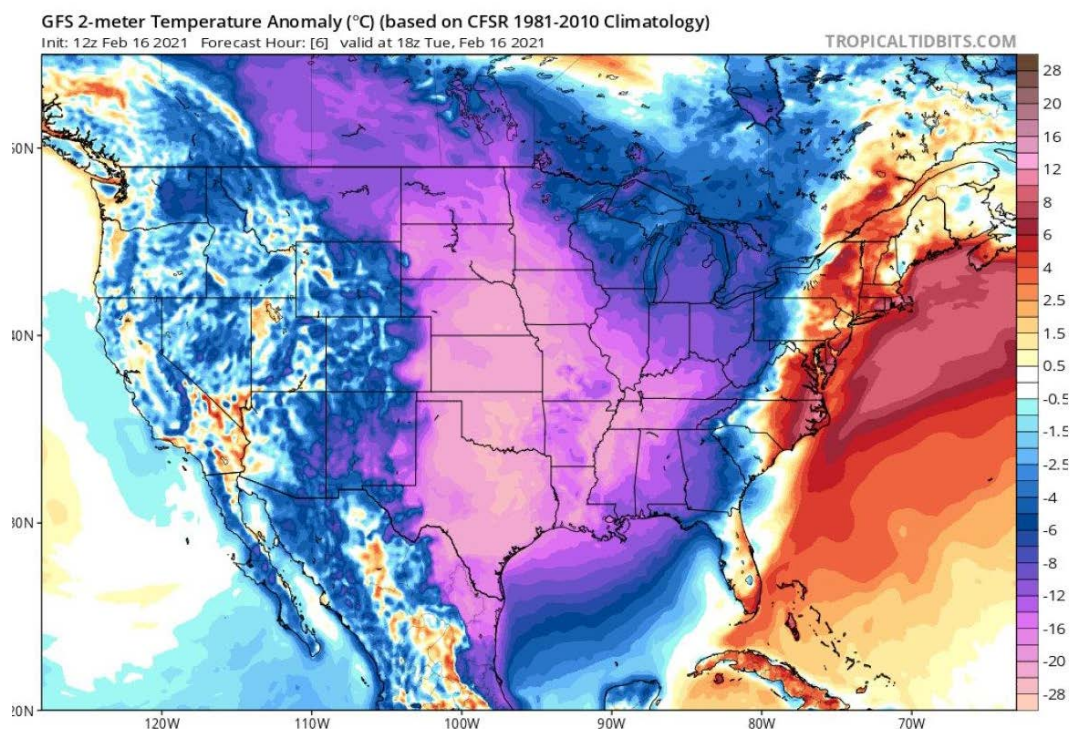 GFS 2-meter Temperature Anomaly (°C) (based on CFSR 1981-2010 Climatology)
Init: 12z Feb 16 2021 Forecast Hour: [6] valid at 18z Tue, Feb 16 2021
TROPICALTIDBITS.COM
28
20
16
12
8
6
4
2.5
1.5
0.5
-0.5
-1.5
-2.5
-4
-6
-8
-12
-16
-20
-28
50N
40N
30N
20N
120W
110W
100W
90W
80W
70W